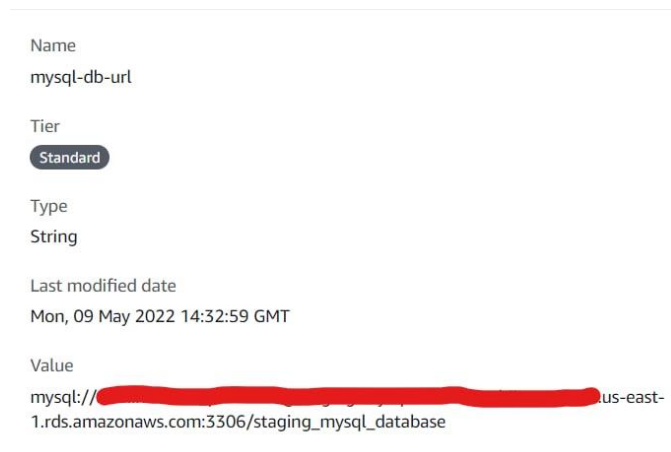 Name
mysql-db-url
Tier
Standard
Type
String
Last modified date
Mon, 09 May 2022 14:32:59 GMT
Value
mysql:// .us-east-
1.rds.amazonaws.com:3306/staging_mysql_database